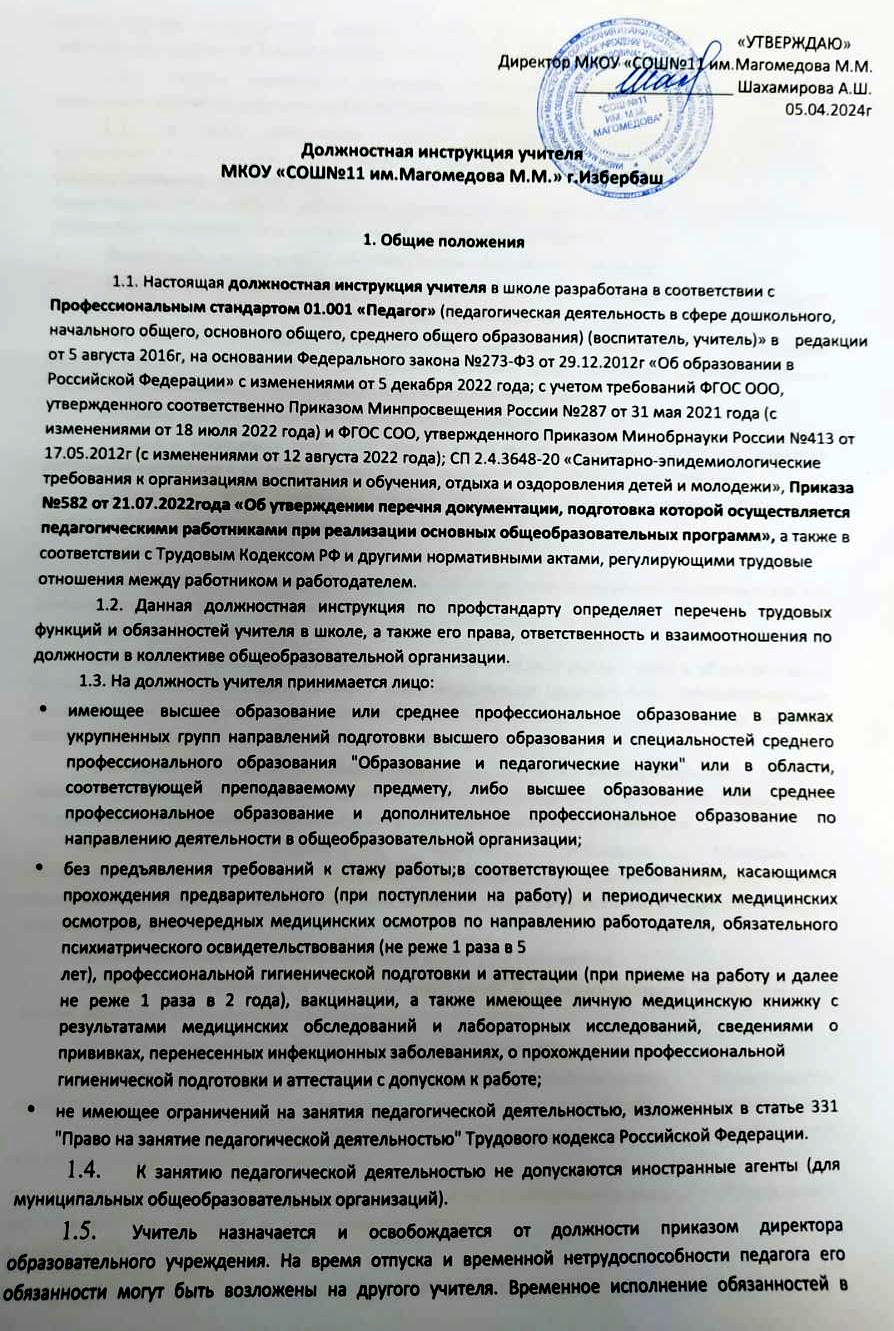 «УТВЕРЖДАЮ»
Директор МКОУ «СОШ№11 им.Магомедова М.М.
Шахамирова А.Ш.
05.04.2024г
"СОШ №11
ИМ. М.М.
МАГОМЕДОВА"
Должностная инструкция учителя
МКОУ «СОШ№11 им.Магомедова М.М.» г.Избербаш
1. Общие положения
1.1. Настоящая должностная инструкция учителя в школе разработана в соответствии с
Профессиональным стандартом 01.001 «Педагог» (педагогическая деятельность в сфере дошкольного,
начального общего, основного общего, среднего общего образования) (воспитатель, учитель)» в редакции
от 5 августа 2016г, на основании Федерального закона №273-ФЗ от 29.12.2012г «Об образовании в
Российской Федерации» с изменениями от 5 декабря 2022 года; с учетом требований ФГОС ООО,
утвержденного соответственно Приказом Минпросвещения России №287 от 31 мая 2021 года (с
изменениями от 18 июля 2022 года) и ФГОС СОО, утвержденного Приказом Минобрнауки России №413 от
17.05.2012г (с изменениями от 12 августа 2022 года); СП 2.4.3648-20 «Санитарно-эпидемиологические
требования к организациям воспитания и обучения, отдыха и оздоровления детей и молодежи», Приказа
№582 от 21.07.2022года «Об утверждении перечня документации, подготовка которой осуществляется
педагогическими работниками при реализации основных общеобразовательных программ», а также в
соответствии с Трудовым Кодексом РФ и другими нормативными актами, регулирующими трудовые
отношения между работником и работодателем.
1.2. Данная должностная инструкция по профстандарту определяет перечень трудовых
функций и обязанностей учителя в школе, а также его права, ответственность и взаимоотношения по
должности в коллективе общеобразовательной организации.
1.3. На должность учителя принимается лицо:
• имеющее высшее образование или среднее профессиональное образование в рамках
укрупненных групп направлений подготовки высшего образования и специальностей среднего
профессионального образования "Образование и педагогические науки" или в области,
соответствующей преподаваемому предмету, либо высшее образование или среднее
профессиональное образование и дополнительное профессиональное образование по
направлению деятельности в общеобразовательной организации;
• без предъявления требований к стажу работы;в соответствующее требованиям, касающимся
прохождения предварительного (при поступлении на работу) и периодических медицинских
осмотров, внеочередных медицинских осмотров по направлению работодателя, обязательного
психиатрического освидетельствования (не реже 1 раза в 5
лет), профессиональной гигиенической подготовки и аттестации (при приеме на работу и далее
не реже 1 раза в 2 года), вакцинации, а также имеющее личную медицинскую книжку с
результатами медицинских обследований и лабораторных исследований, сведениями о
прививках, перенесенных инфекционных заболеваниях, о прохождении профессиональной
гигиенической подготовки и аттестации с допуском к работе;
• не имеющее ограничений на занятия педагогической деятельностью, изложенных в статье 331
"Право на занятие педагогической деятельностью" Трудового кодекса Российской Федерации.
1.4. К занятию педагогической деятельностью не допускаются иностранные агенты (для
муниципальных общеобразовательных организаций).
1.5. Учитель назначается и освобождается от должности приказом директора
образовательного учреждения. На время отпуска и временной нетрудоспособности педагога его
обязанности могут быть возложены на другого учителя. Временное исполнение обязанностей в